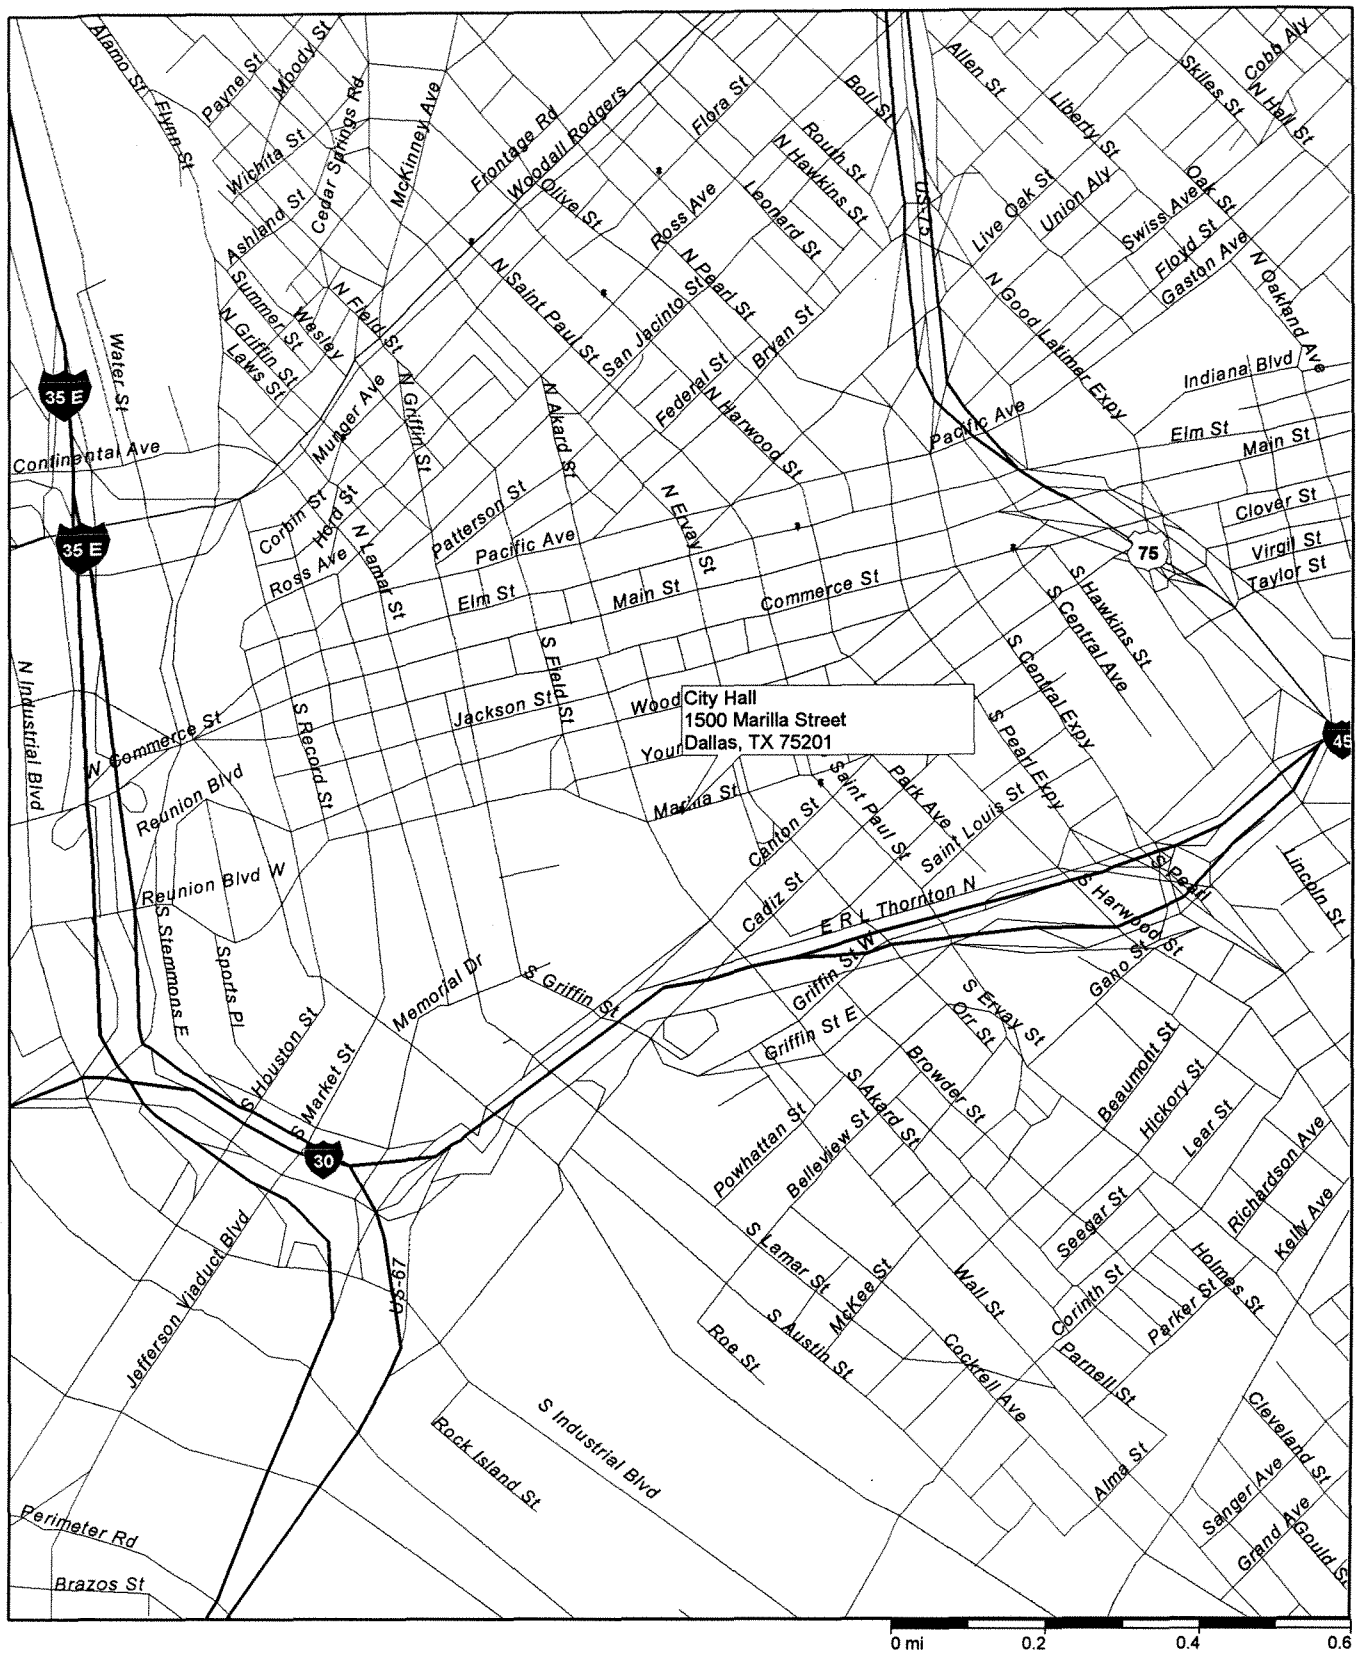 Alamo St
Flynn St
Payne St
Moody St
Wichita St
Cedar Springs Rd
McKinney Ave
Ashland St
Frontage Rd
Woodall Rodgers
Olive St
Flora St
Ross Ave
Boll St
Routh St
N Hawkins St
Leonard St
US-75
Allen St
Liberty St
Skiles St
Cobb Aly
N Hall St
Live Oak St
Union Aly
Oak St
Swiss Ave
Floyd St
Gaston Ave
N Oakland Ave
Summer St
N Griffin St
Laws St
Wesley
N Field St
N Saint Paul St
N Pearl St
San Jacinto St
Bryan St
Federal St
N Harwood St
N Good Latimer Expy
Indiana Blvd
Water St
35 E
Continental Ave
Munger Ave
N Griffin St
N Akard St
Pacific Ave
Elm St
Main St
35 E
Corbin St
Hord St
Ross Ave
N Lamar St
Patterson St
Pacific Ave
N Ervay St
Clover St
Virgil St
Taylor St
75
Elm St
Main St
Commerce St
S Hawkins St
S Central Ave
S Central Expy
N Industrial Blvd
W Commerce St
S Record St
Jackson St
S Field St
Wood
Your
City Hall
1500 Marilla Street
Dallas, TX 75201
S Pearl Expy
45
Reunion Blvd
Marilla St
Canton St
Saint Paul St
Park Ave
Saint Louis St
Reunion Blvd W
Cadiz St
E R L Thornton N
S Pearl
S Harwood St
Lincoln St
S Stemmons E
Sports Pl
Memorial Dr
S Griffin St
Griffin St W
Griffin St E
S Ervay St
Orr St
Gano St
S Houston St
S Market St
30
Browder St
S Akard St
Beaumont St
Hickory St
Lear St
Powhattan St
Belleview St
Richardson Ave
Kelly Ave
Seegar St
Jefferson Viaduct Blvd
US-67
S Lamar St
McKee St
Wall St
Corinth St
Holmes St
Parker St
S Austin St
Roe St
Cockrell Ave
Parnell St
Cleveland St
Rock Island St
S Industrial Blvd
Alma St
Sanger Ave
Grand Ave
Gould St
Perimeter Rd
Brazos St
0 mi 0.2 0.4 0.6